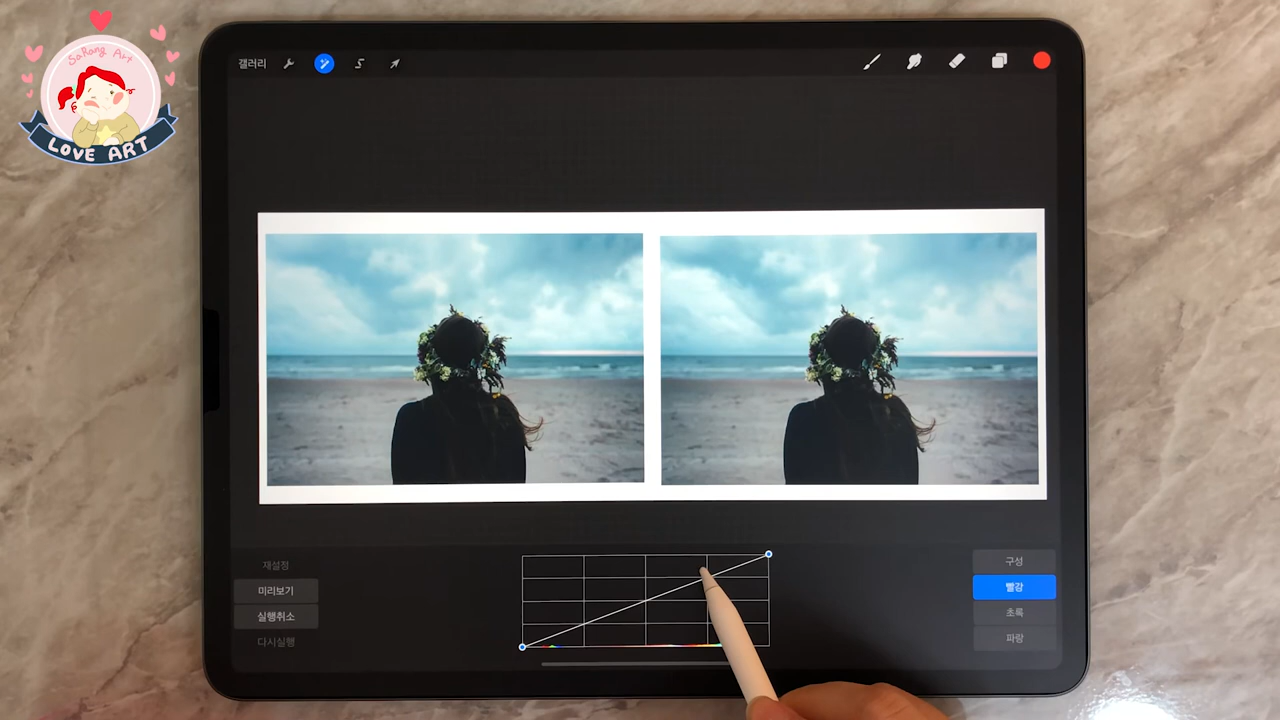 SaRang Art
LOVE ART
갤러리
재설정
미리보기
실행취소
다시실행
구성
빨강
초록
파랑